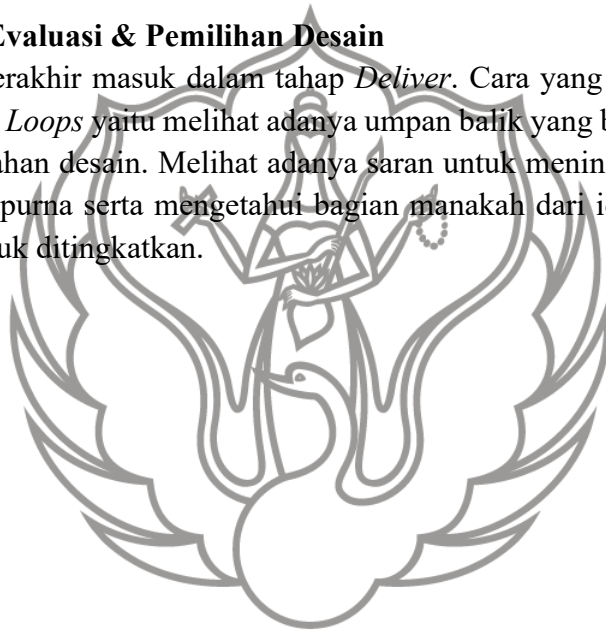 Evaluasi & Pemilihan Desain
erakhir masuk dalam tahap Deliver. Cara yang
Loops yaitu melihat adanya umpan balik yang b
ahan desain. Melihat adanya saran untuk menin
purna serta mengetahui bagian manakah dari i
uk ditingkatkan.